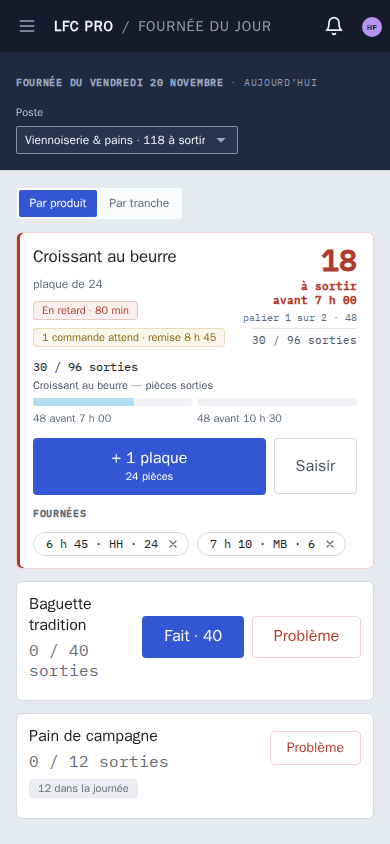 LFC PRO / FOURNÉE DU JOUR
HF
FOURNÉE DU VENDREDI 20 NOVEMBRE · AUJOURD'HUI
Poste
Viennoiserie & pains · 118 à sortir
Par produit
Par tranche
Croissant au beurre
plaque de 24
En retard · 80 min
1 commande attend · remise 8 h 45
18
à sortir
avant 7 h 00
palier 1 sur 2 · 48
30 / 96 sorties
30 / 96 sorties
Croissant au beurre — pièces sorties
48 avant 7 h 00
48 avant 10 h 30
+ 1 plaque
24 pièces
Saisir
FOURNÉES
6 h 45 · HH · 24 ×
7 h 10 · MB · 6 ×
Baguette
tradition
0 / 40
sorties
Fait · 40
Problème
Pain de campagne
0 / 12 sorties
12 dans la journée
Problème